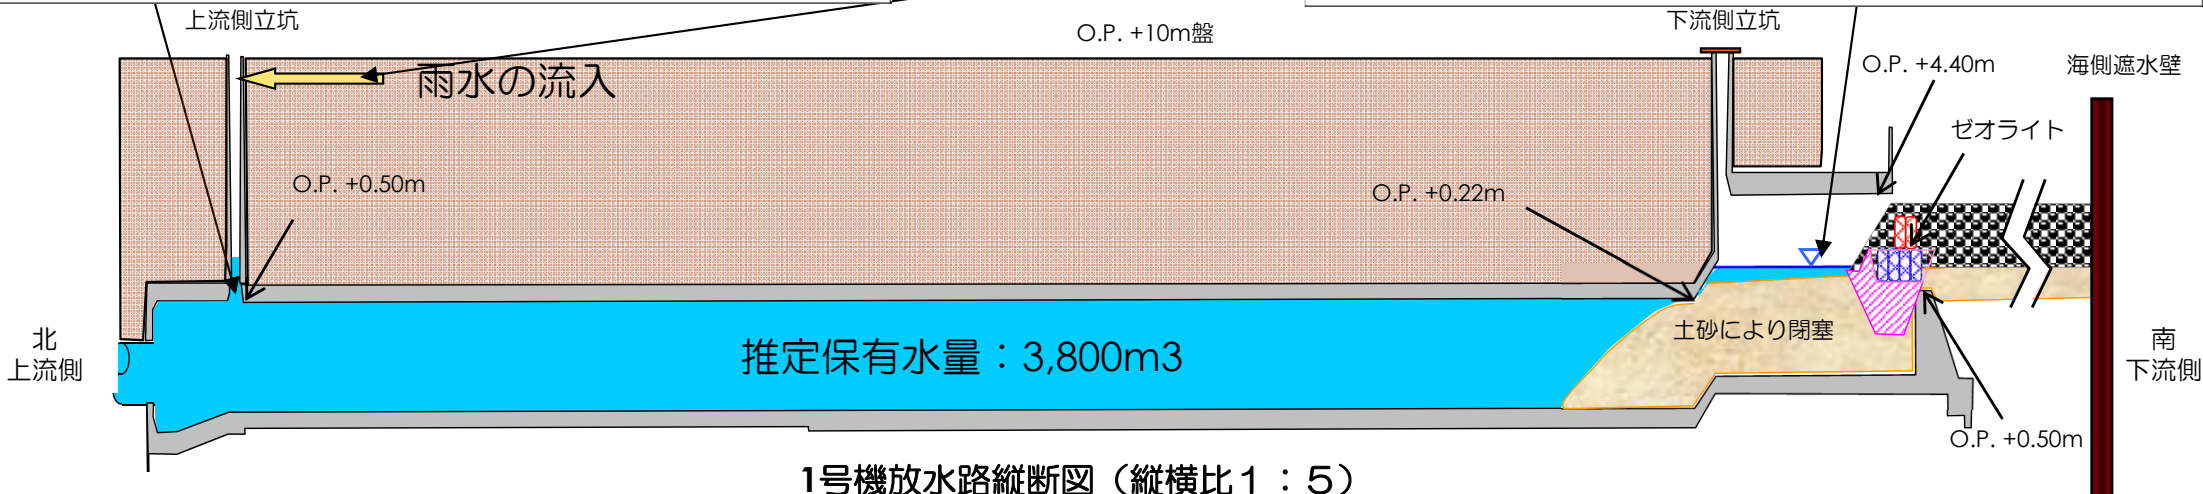 上流側立坑
下流側立坑
O.P. +10m盤
O.P. +4.40m
海側遮水壁
雨水の流入
ゼオライト
O.P. +0.50m
O.P. +0.22m
土砂により閉塞
北
上流側
推定保有水量：3,800m3
南
下流側
O.P. +0.50m
1号機放水路縦断図（縦横比１：５）